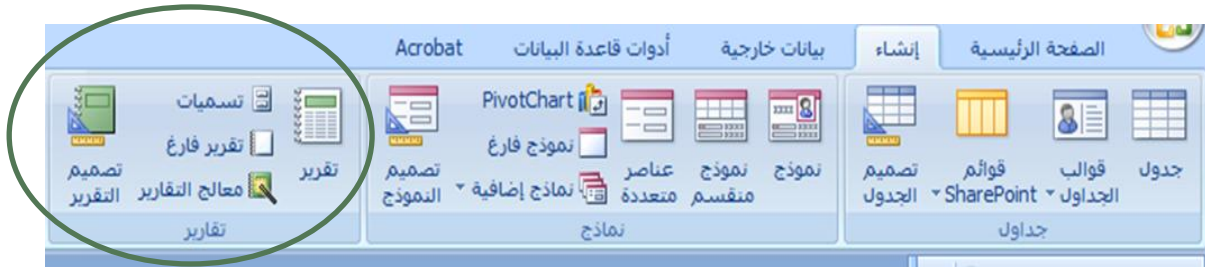 الصفحة الرئيسية
إنشاء
بيانات خارجية
أدوات قاعدة البيانات
Acrobat
جدول
قوالب
الجداول
قوائم
SharePoint
تصميم
الجدول
جداول
نموذج
نموذج
منقسم
عناصر
متعددة
PivotChart
نموذج فارغ
نماذج إضافية
تصميم
النموذج
نماذج
تقرير
تسميات
تقرير فارغ
معالج التقارير
تصميم
التقرير
تقارير